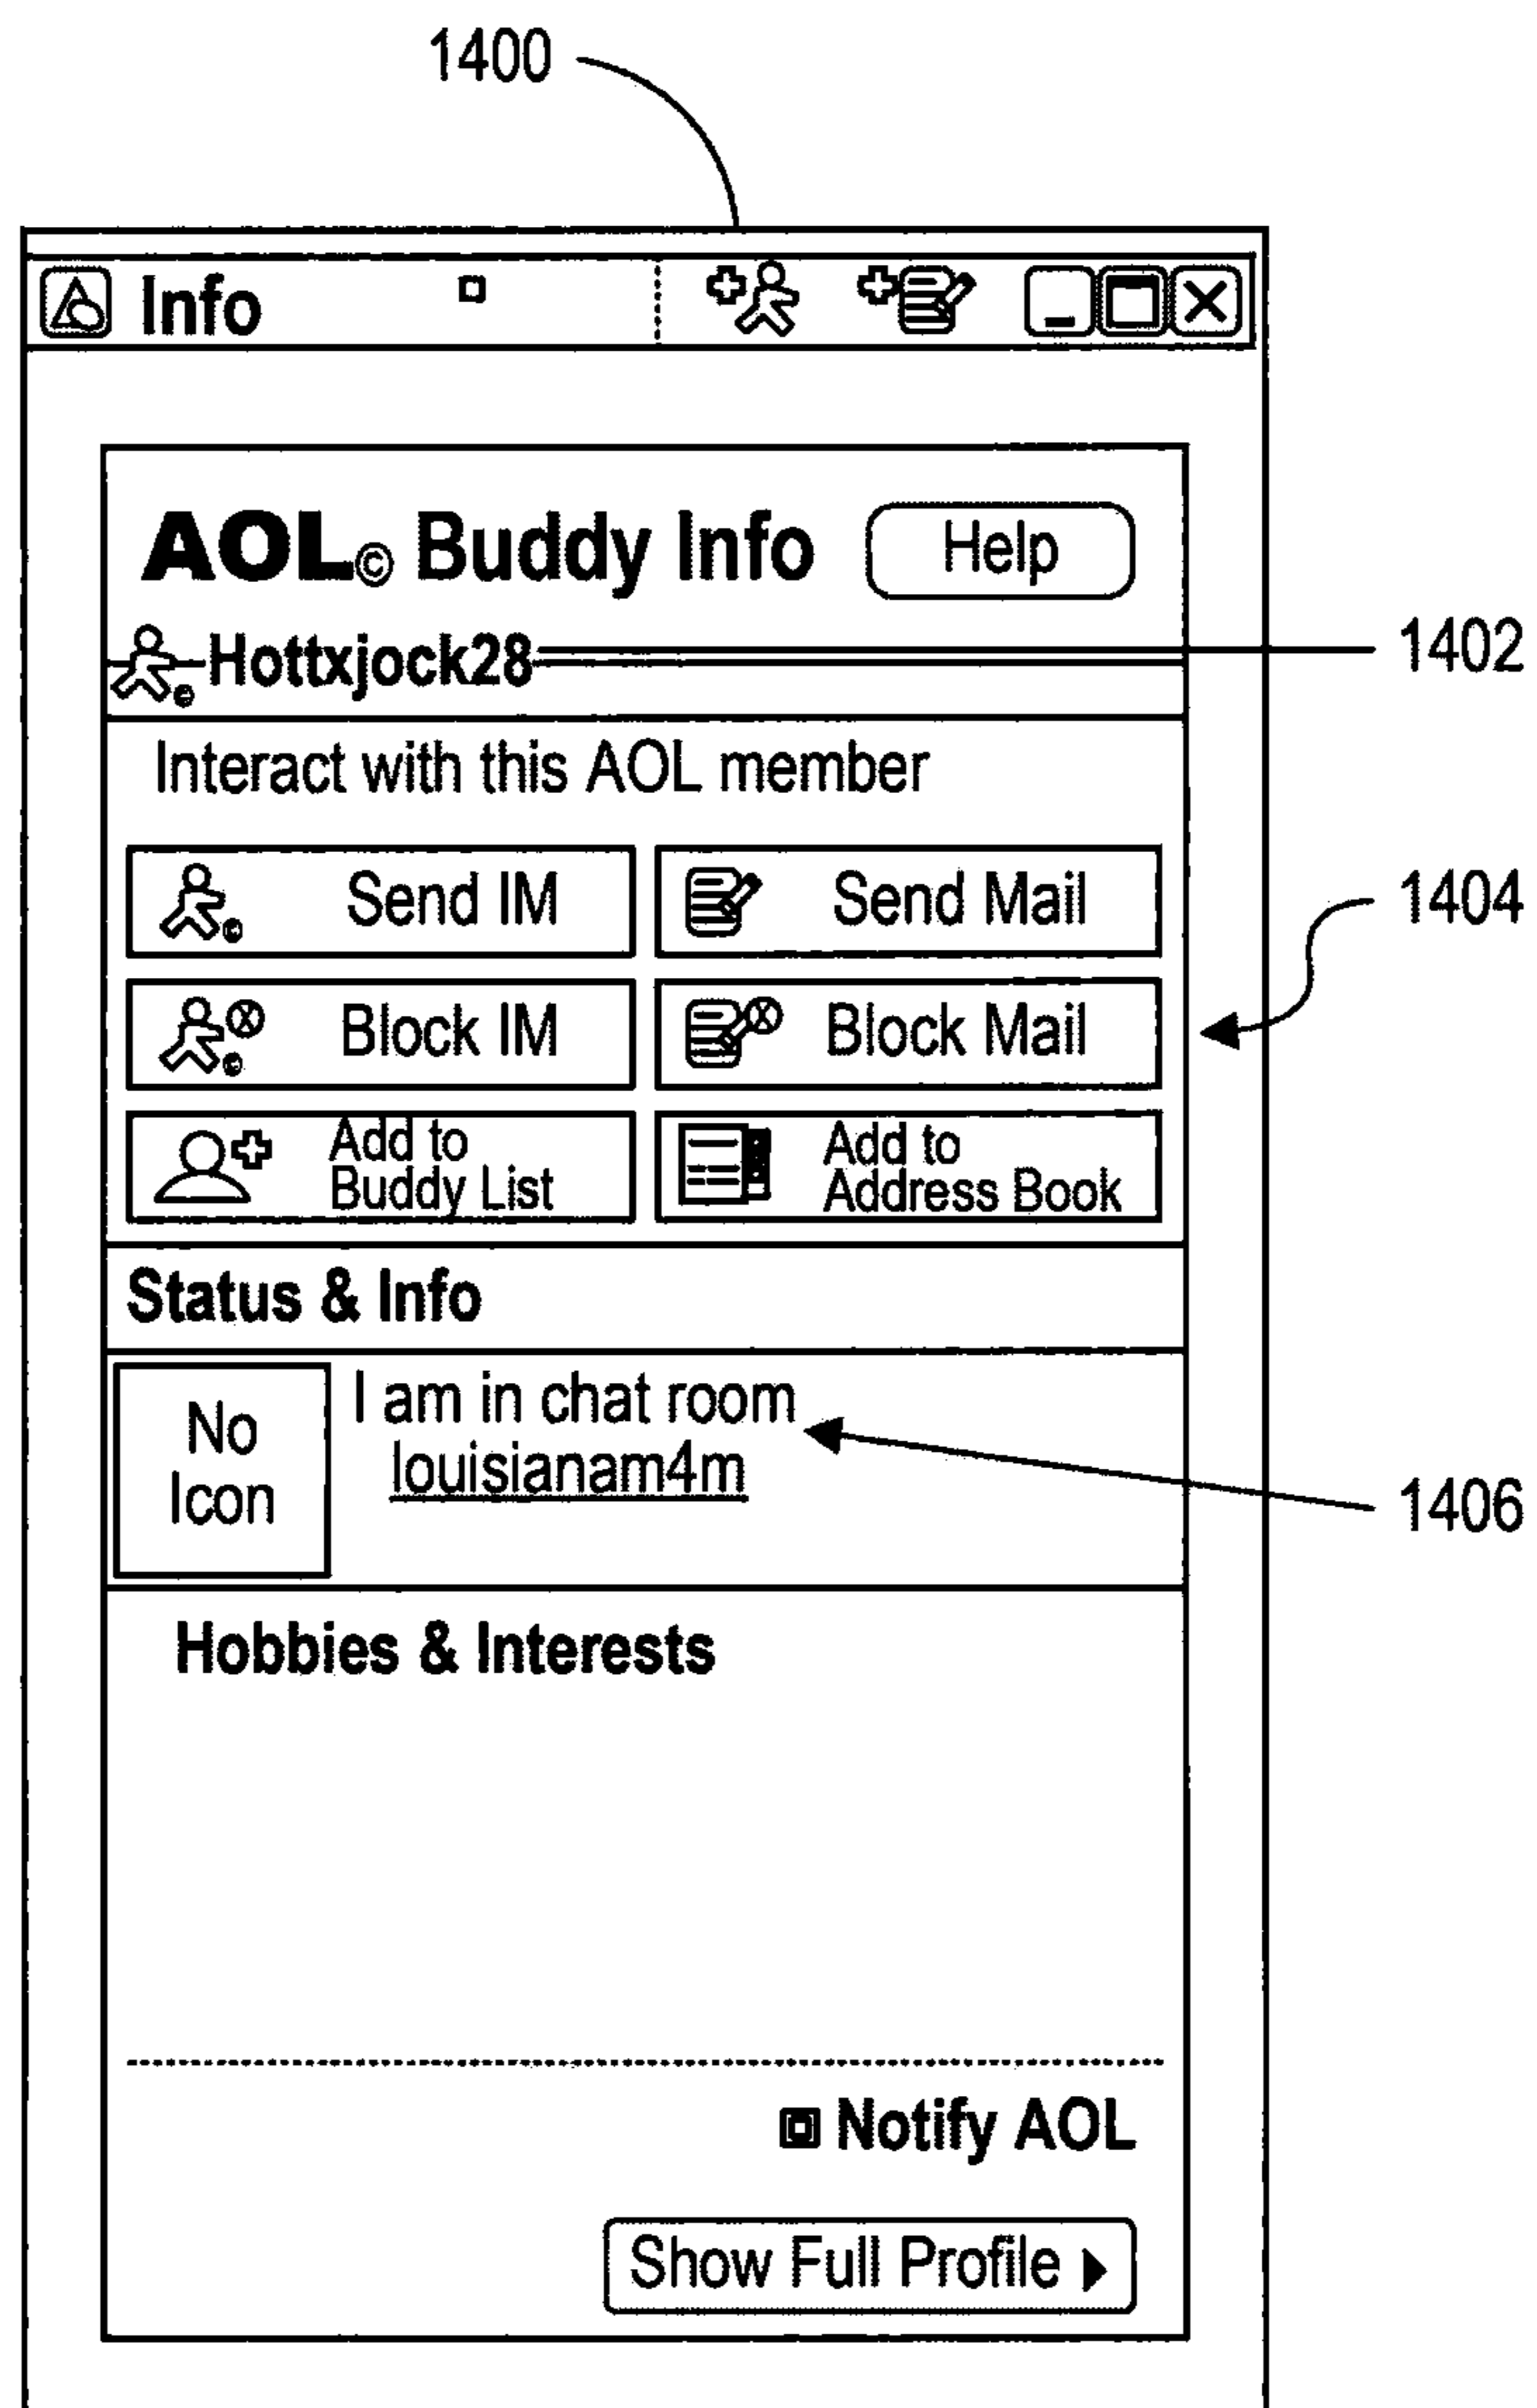 1400
Info
AOL© Buddy Info
Help
Hottxjock28
1402
Interact with this AOL member
Send IM
Send Mail
1404
Block IM
Block Mail
Add to
Buddy List
Add to
Address Book
Status & Info
No
Icon
I am in chat room
louisianam4m
1406
Hobbies & Interests
Notify AOL
Show Full Profile